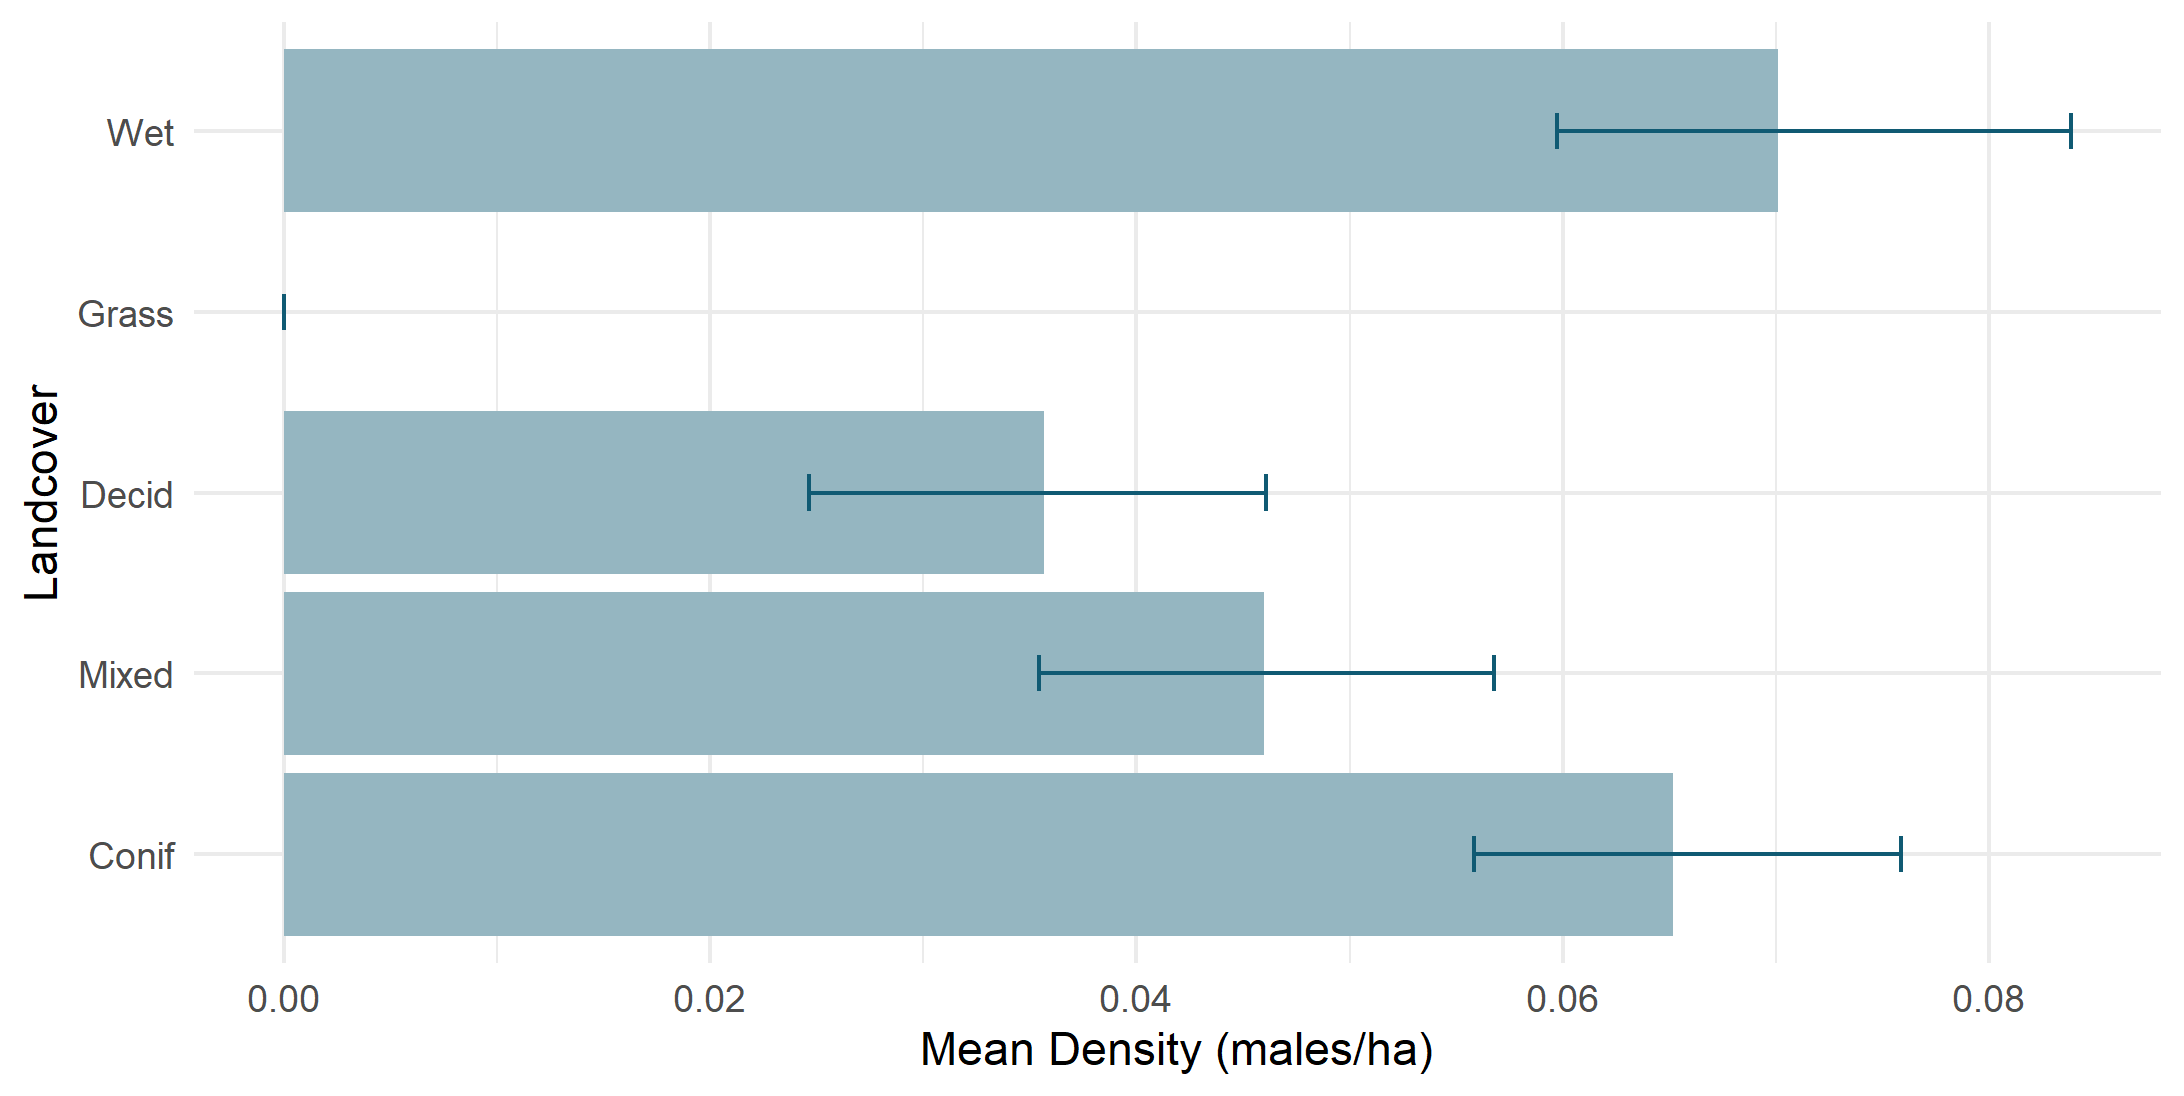 Landcover
Wet
Grass
Decid
Mixed
Conif
0.00 0.02 0.04 0.06 0.08
Mean Density (males/ha)